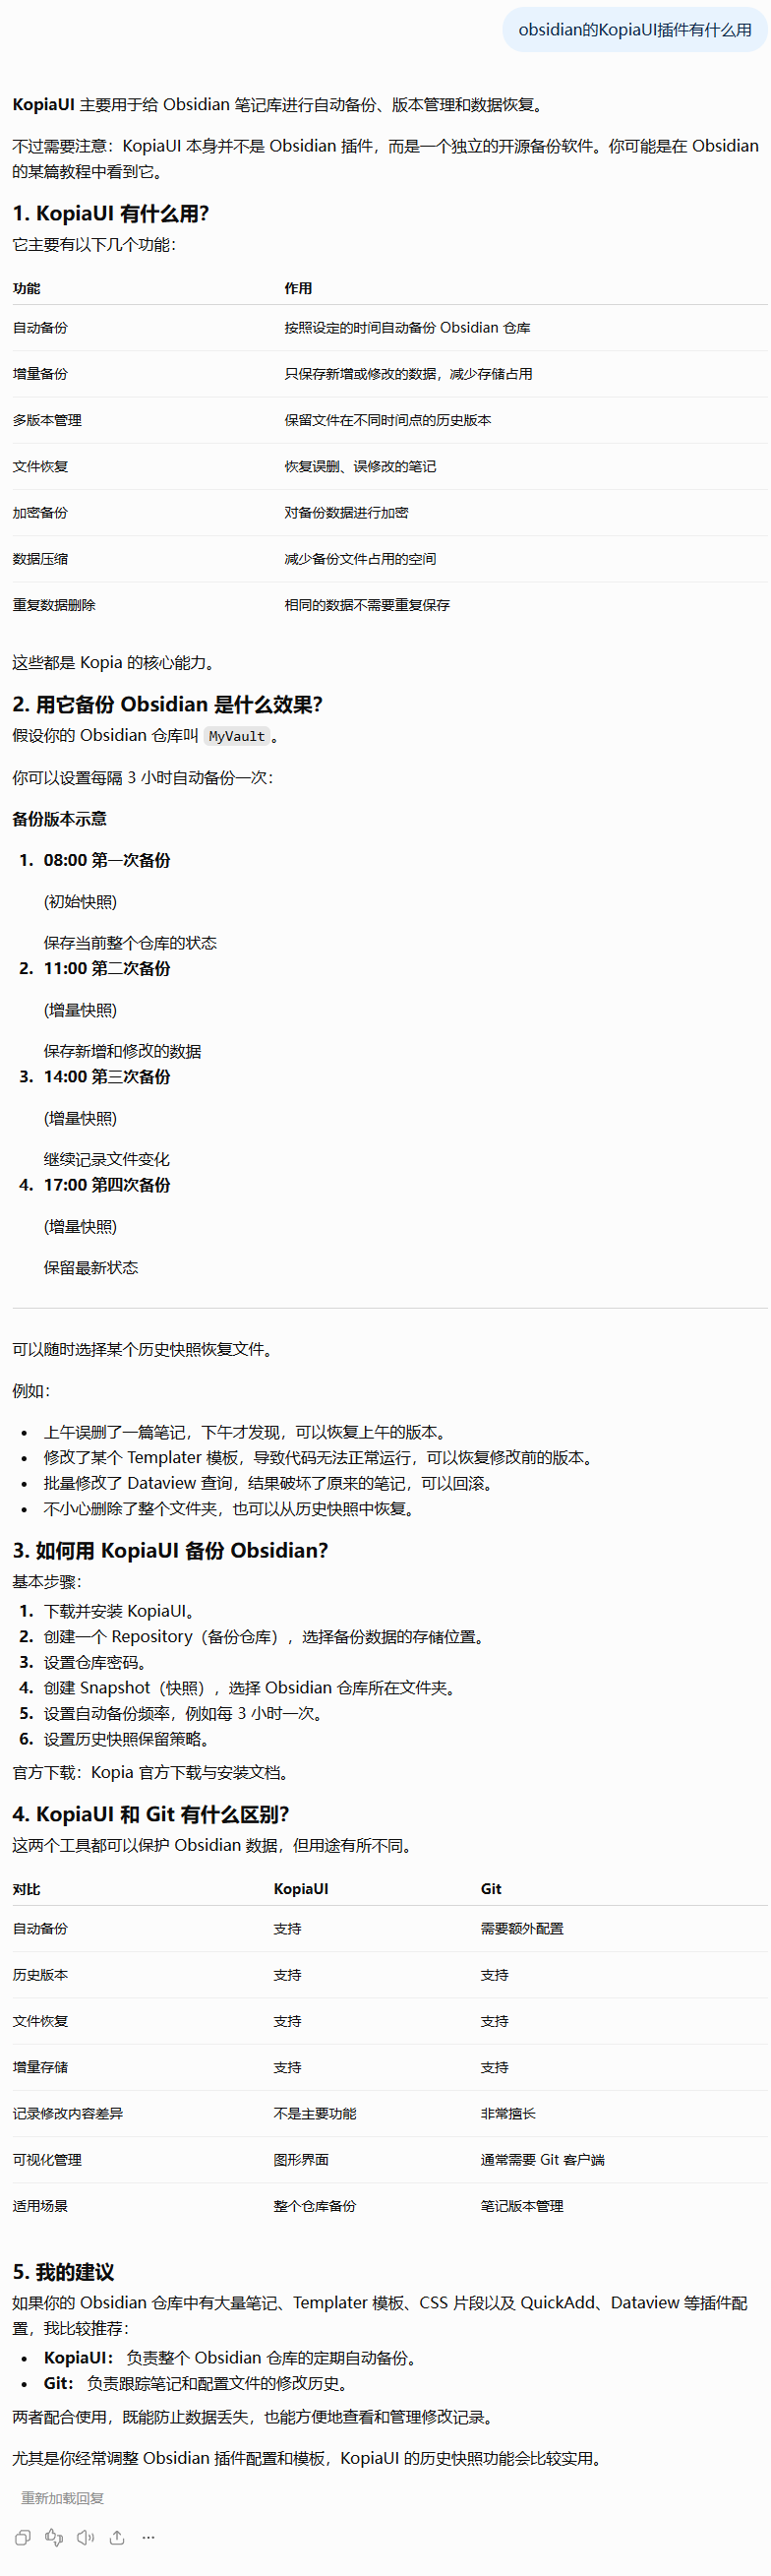 obsidian的KopiaUI插件有什么用
KopiaUI 主要用于给 Obsidian 笔记库进行自动备份、版本管理和数据恢复。
不过需要注意：KopiaUI 本身并不是 Obsidian 插件，而是一个独立的开源备份软件。你可能是在 Obsidian
的某篇教程中看到它。
1. KopiaUI 有什么用？
它主要有以下几个功能：
功能 作用
自动备份 按照设定的时间自动备份 Obsidian 仓库
增量备份 只保存新增或修改的数据，减少存储占用
多版本管理 保留文件在不同时间点的历史版本
文件恢复 恢复误删、误修改的笔记
加密备份 对备份数据进行加密
数据压缩 减少备份文件占用的空间
重复数据删除 相同的数据不需要重复保存
这些都是 Kopia 的核心能力。
2. 用它备份 Obsidian 是什么效果？
假设你的 Obsidian 仓库叫 MyVault。
你可以设置每隔 3 小时自动备份一次：
备份版本示意
1. 08:00 第一次备份
(初始快照)
保存当前整个仓库的状态
2. 11:00 第二次备份
(增量快照)
保存新增和修改的数据
3. 14:00 第三次备份
(增量快照)
继续记录文件变化
4. 17:00 第四次备份
(增量快照)
保留最新状态
可以随时选择某个历史快照恢复文件。
例如：
• 上午误删了一篇笔记，下午才发现，可以恢复上午的版本。
• 修改了某个 Templater 模板，导致代码无法正常运行，可以恢复修改前的版本。
• 批量修改了 Dataview 查询，结果破坏了原来的笔记，可以回滚。
• 不小心删除了整个文件夹，也可以从历史快照中恢复。
3. 如何用 KopiaUI 备份 Obsidian？
基本步骤：
1. 下载并安装 KopiaUI。
2. 创建一个 Repository（备份仓库），选择备份数据的存储位置。
3. 设置仓库密码。
4. 创建 Snapshot（快照），选择 Obsidian 仓库所在文件夹。
5. 设置自动备份频率，例如每 3 小时一次。
6. 设置历史快照保留策略。
官方下载：Kopia 官方下载与安装文档。
4. KopiaUI 和 Git 有什么区别？
这两个工具都可以保护 Obsidian 数据，但用途有所不同。
对比 KopiaUI Git
自动备份 支持 需要额外配置
历史版本 支持 支持
文件恢复 支持 支持
增量存储 支持 支持
记录修改内容差异 不是主要功能 非常擅长
可视化管理 图形界面 通常需要 Git 客户端
适用场景 整个仓库备份 笔记版本管理
5. 我的建议
如果你的 Obsidian 仓库中有大量笔记、Templater 模板、CSS 片段以及 QuickAdd、Dataview 等插件配
置，我比较推荐：
• KopiaUI： 负责整个 Obsidian 仓库的定期自动备份。
• Git： 负责跟踪笔记和配置文件的修改历史。
两者配合使用，既能防止数据丢失，也能方便地查看和管理修改记录。
尤其是你经常调整 Obsidian 插件配置和模板，KopiaUI 的历史快照功能会比较实用。
重新加载回复